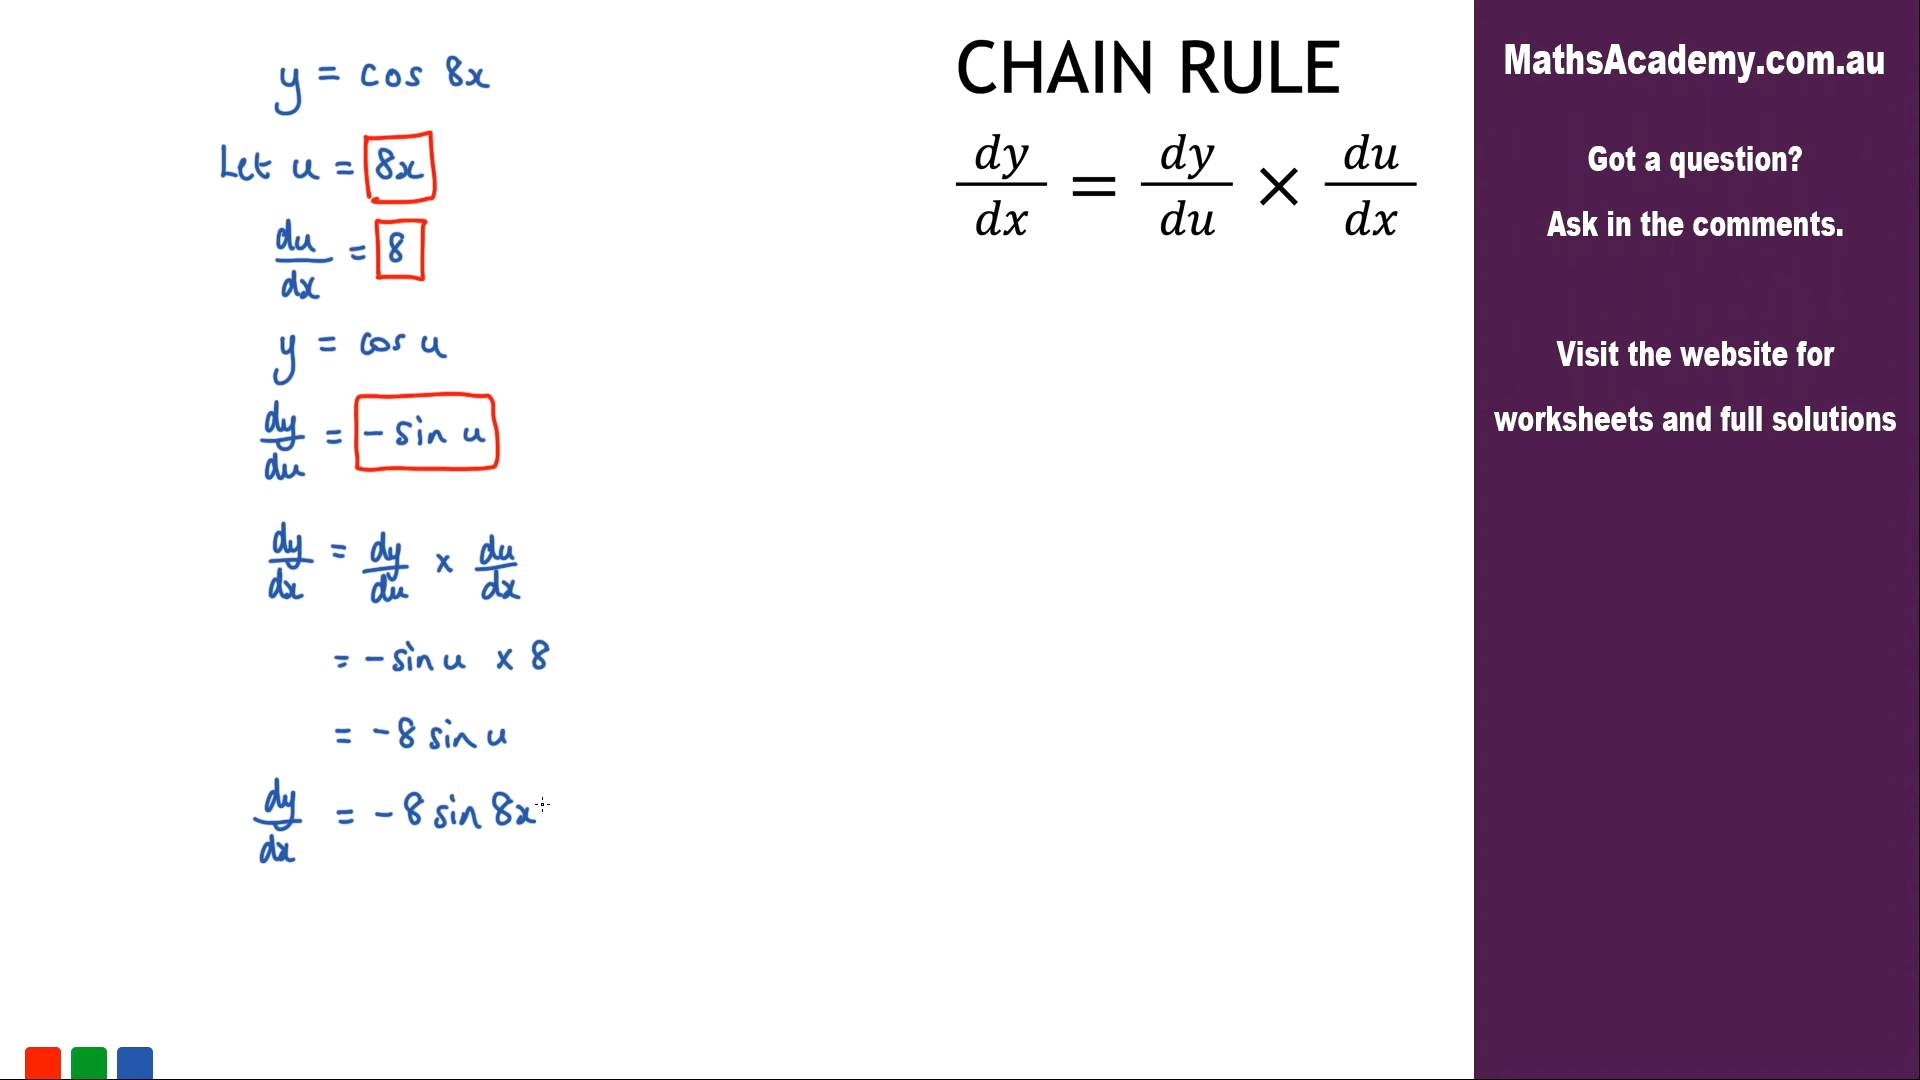 y = cos 8x
Let u = 8x
du/dx = 8
y = cos u
dy/du = - sin u
dy/dx = dy/du x du/dx
= - sin u x 8
= -8 sin u
dy/dx = -8 sin 8x
CHAIN RULE
dy/dx = dy/du × du/dx
MathsAcademy.com.au
Got a question?
Ask in the comments.
Visit the website for
worksheets and full solutions